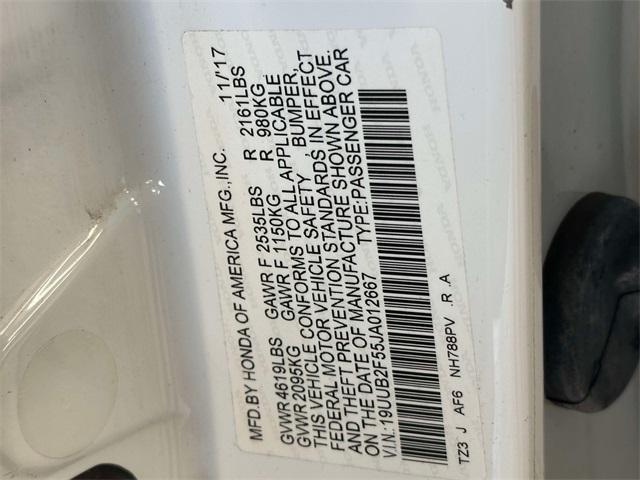 MFD.BY HONDA OF AMERICA MFG.,INC. 11/'17
GVWR 4619LBS GAWR F 2535LBS R 2161LBS
GVWR 2095KG GAWR F 1150KG R 980KG
THIS VEHICLE CONFORMS TO ALL APPLICABLE
FEDERAL MOTOR VEHICLE SAFETY, BUMPER,
AND THEFT PREVENTION STANDARDS IN EFFECT
ON THE DATE OF MANUFACTURE SHOWN ABOVE.
V.I.N.:19UUB2F55JA012667 TYPE:PASSENGER CAR
TZ3 J AF6 NH788PV .R .A